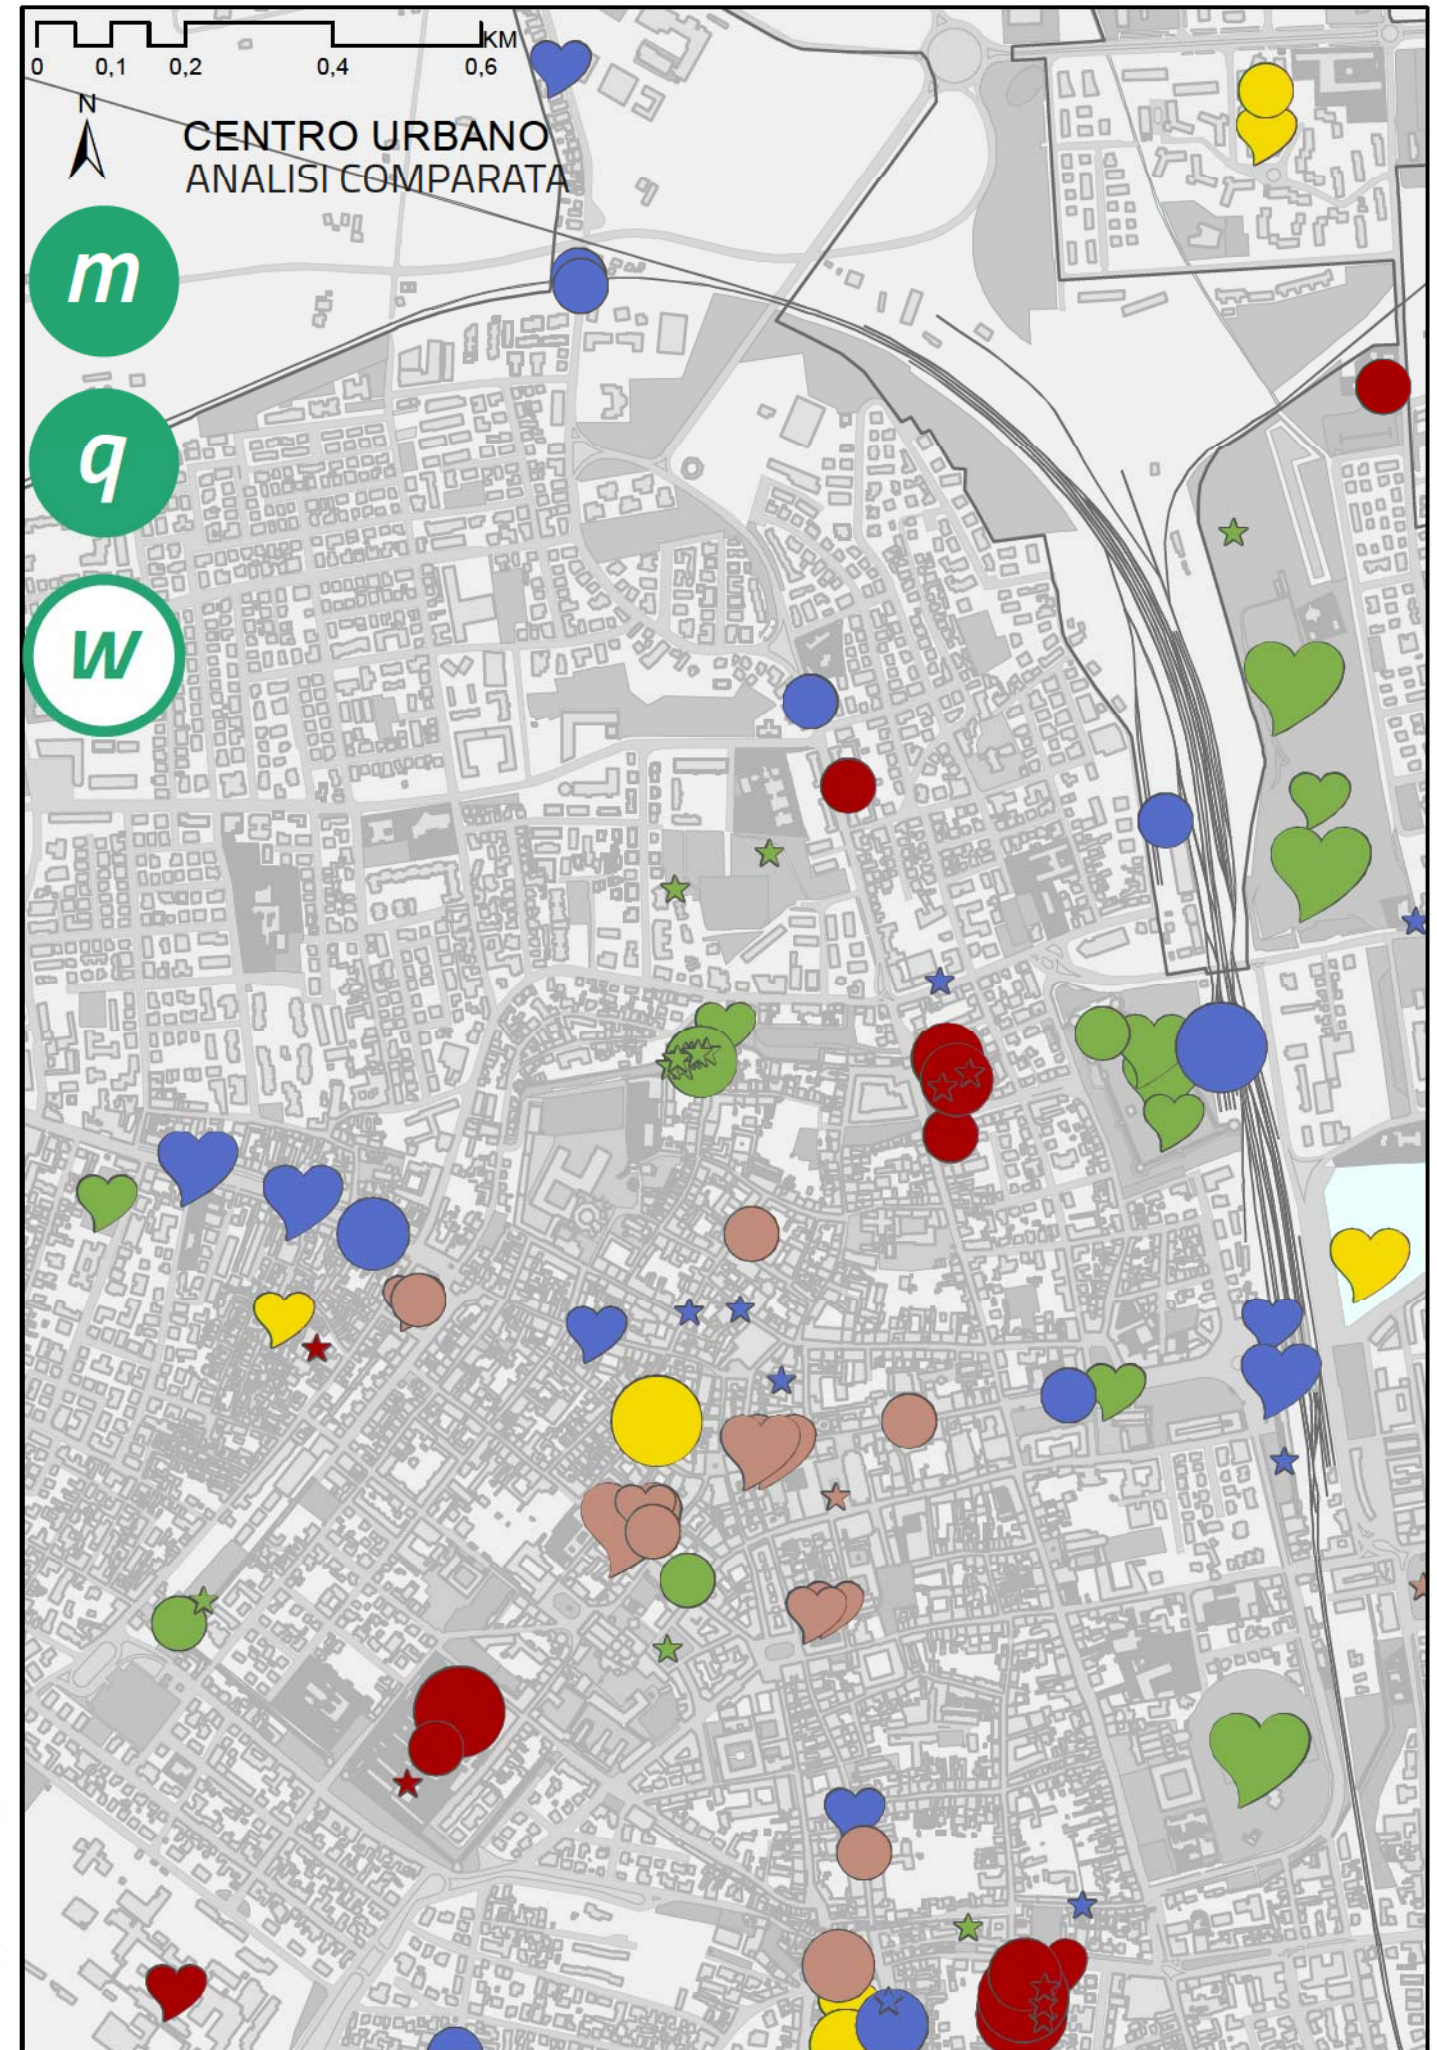 KM
0 0,1 0,2 0,4 0,6
N
CENTRO URBANO
ANALISI COMPARATA
m
q
w